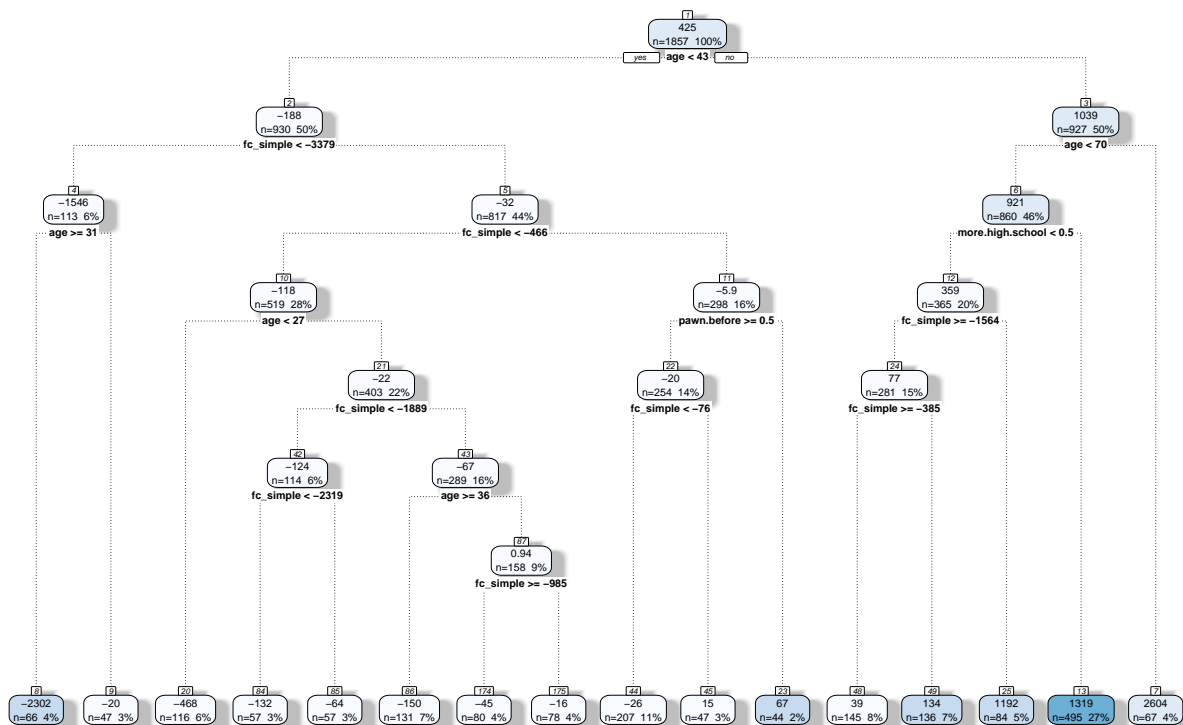 1
425
n=1857 100%
yes age < 43 no
2
−188
n=930 50%
fc_simple < −3379
3
1039
n=927 50%
age < 70
4
−1546
n=113 6%
age >= 31
5
−32
n=817 44%
fc_simple < −466
6
921
n=860 46%
more.high.school < 0.5
10
−118
n=519 28%
age < 27
11
−5.9
n=298 16%
pawn.before >= 0.5
12
359
n=365 20%
fc_simple >= −1564
21
−22
n=403 22%
fc_simple < −1889
22
−20
n=254 14%
fc_simple < −76
24
77
n=281 15%
fc_simple >= −385
42
−124
n=114 6%
fc_simple < −2319
43
−67
n=289 16%
age >= 36
87
0.94
n=158 9%
fc_simple >= −985
8
−2302
n=66 4%
9
−20
n=47 3%
20
−468
n=116 6%
84
−132
n=57 3%
85
−64
n=57 3%
86
−150
n=131 7%
174
−45
n=80 4%
175
−16
n=78 4%
44
−26
n=207 11%
45
15
n=47 3%
23
67
n=44 2%
48
39
n=145 8%
49
134
n=136 7%
25
1192
n=84 5%
13
1319
n=495 27%
7
2604
n=67 4%